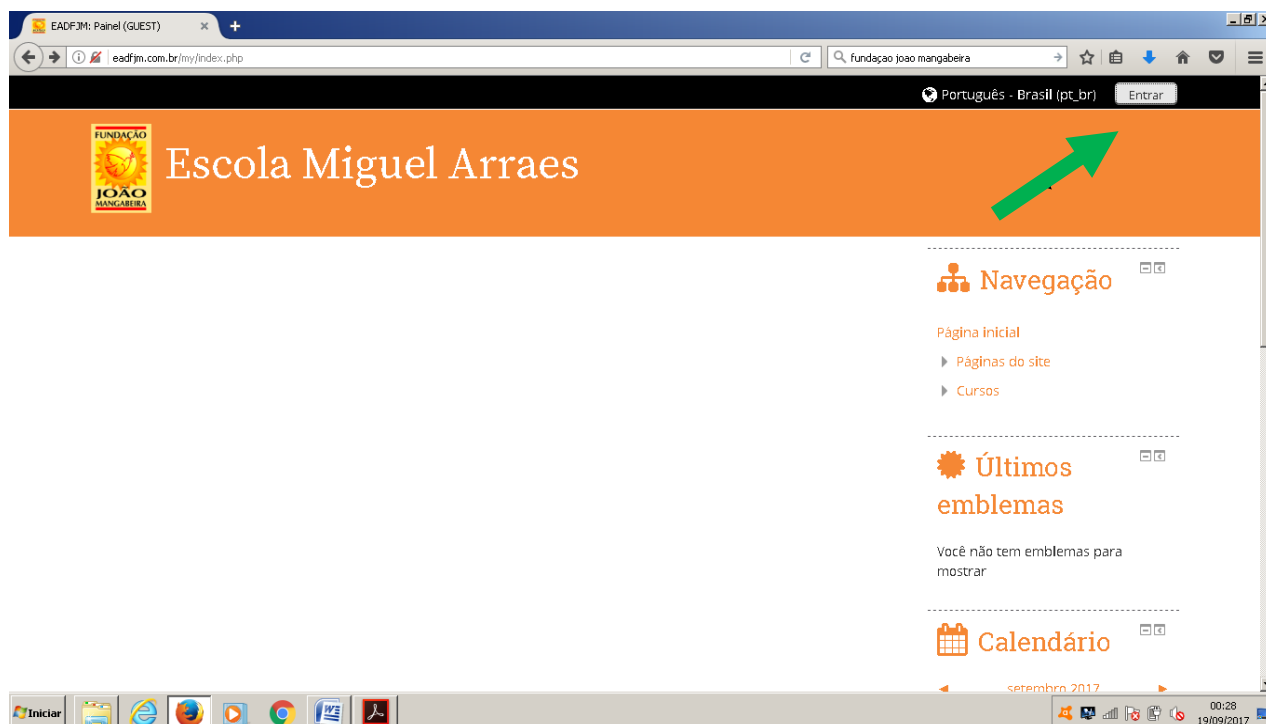 EADFJM: Painel (GUEST)
eadfjm.com.br/my/index.php
fundaçao joao mangabeira
Português - Brasil (pt_br)
Entrar
FUNDAÇÃO
JOÃO
MANGABEIRA
Escola Miguel Arraes
Navegação
Página inicial
Páginas do site
Cursos
Últimos
emblemas
Você não tem emblemas para
mostrar
Calendário
setembro 2017
Iniciar
00:28
19/09/2017